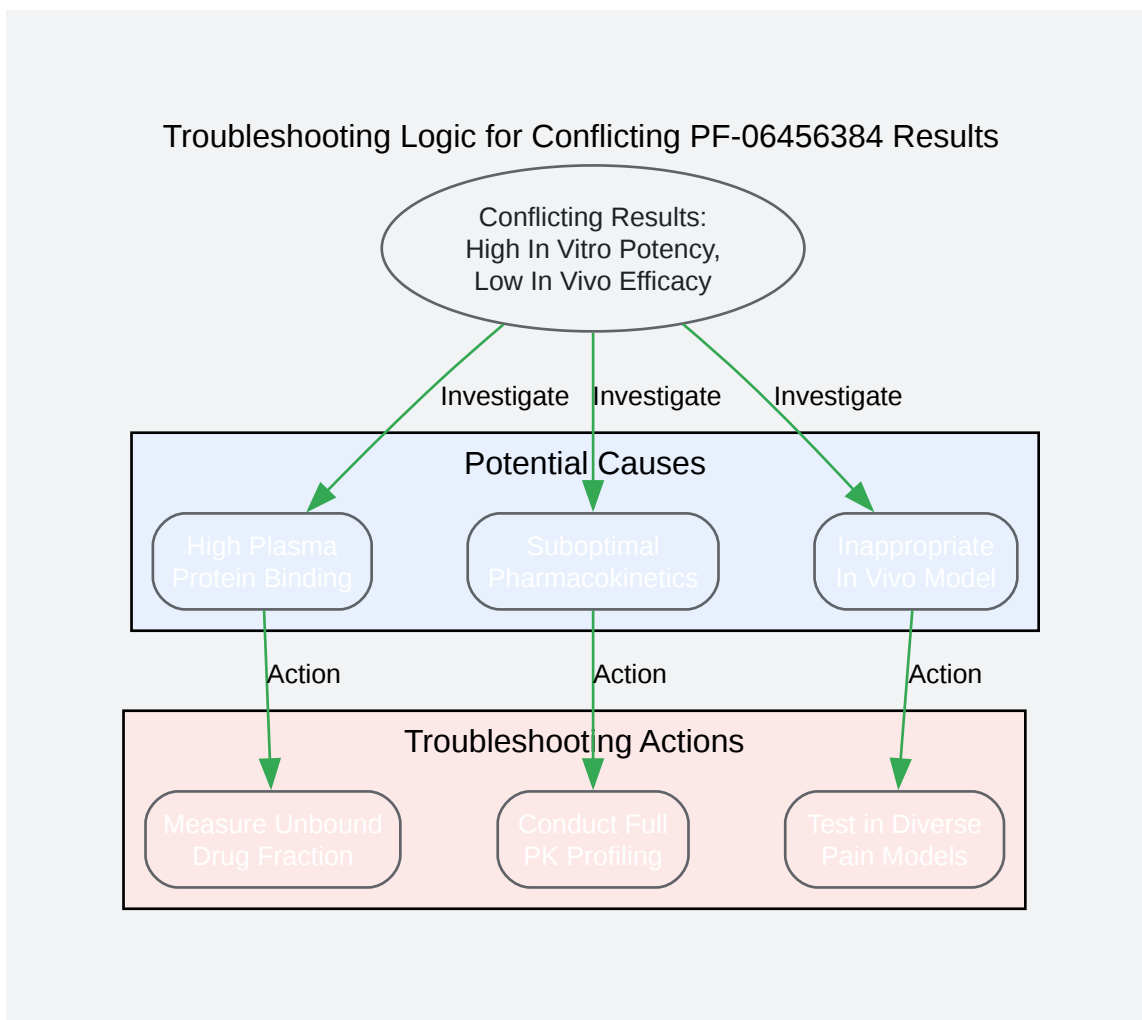 Troubleshooting Logic for Conflicting PF-06456384 Results
Conflicting Results:
High In Vitro Potency,
Low In Vivo Efficacy
Investigate
Investigate
Investigate
Potential Causes
High Plasma
Protein Binding
Suboptimal
Pharmacokinetics
Inappropriate
In Vivo Model
Action
Action
Action
Troubleshooting Actions
Measure Unbound
Drug Fraction
Conduct Full
PK Profiling
Test in Diverse
Pain Models